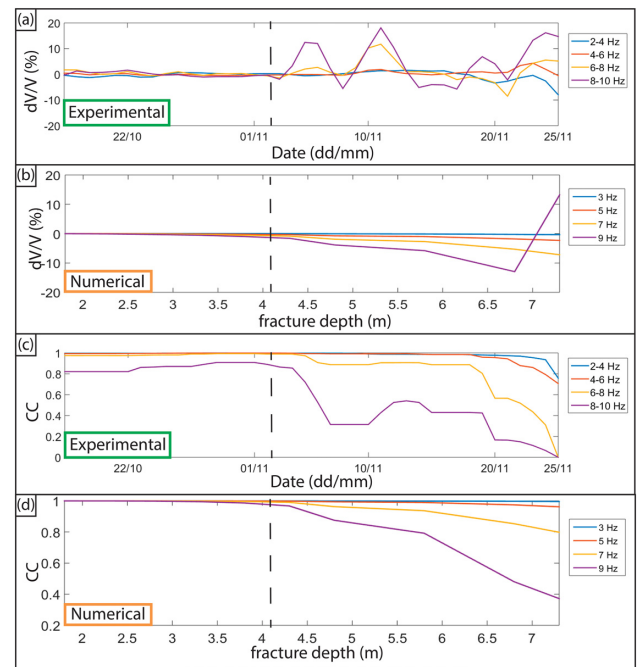 (a)
20
10
0
-10
-20
dV/V (%)
Experimental
22/10
01/11
10/11
20/11
25/11
Date (dd/mm)
2-4 Hz
4-6 Hz
6-8 Hz
8-10 Hz
(b)
20
10
0
-10
-20
dV/V (%)
Numerical
2
2.5
3
3.5
4
4.5
5
5.5
6
6.5
7
fracture depth (m)
3 Hz
5 Hz
7 Hz
9 Hz
(c)
1
0.8
0.6
0.4
0.2
0
CC
Experimental
22/10
01/11
10/11
20/11
25/11
Date (dd/mm)
2-4 Hz
4-6 Hz
6-8 Hz
8-10 Hz
(d)
1
0.8
0.6
0.4
0.2
CC
Numerical
2
2.5
3
3.5
4
4.5
5
5.5
6
6.5
7
fracture depth (m)
3 Hz
5 Hz
7 Hz
9 Hz